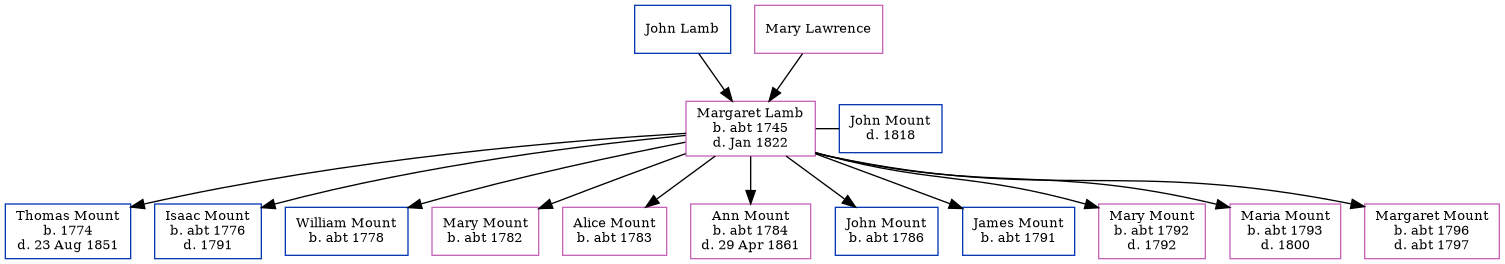 John Lamb
Mary Lawrence
Margaret Lamb
b. abt 1745
d. Jan 1822
John Mount
d. 1818
Thomas Mount
b. 1774
d. 23 Aug 1851
Isaac Mount
b. abt 1776
d. 1791
William Mount
b. abt 1778
Mary Mount
b. abt 1782
Alice Mount
b. abt 1783
Ann Mount
b. abt 1784
d. 29 Apr 1861
John Mount
b. abt 1786
James Mount
b. abt 1791
Mary Mount
b. abt 1792
d. 1792
Maria Mount
b. abt 1793
d. 1800
Margaret Mount
b. abt 1796
d. abt 1797